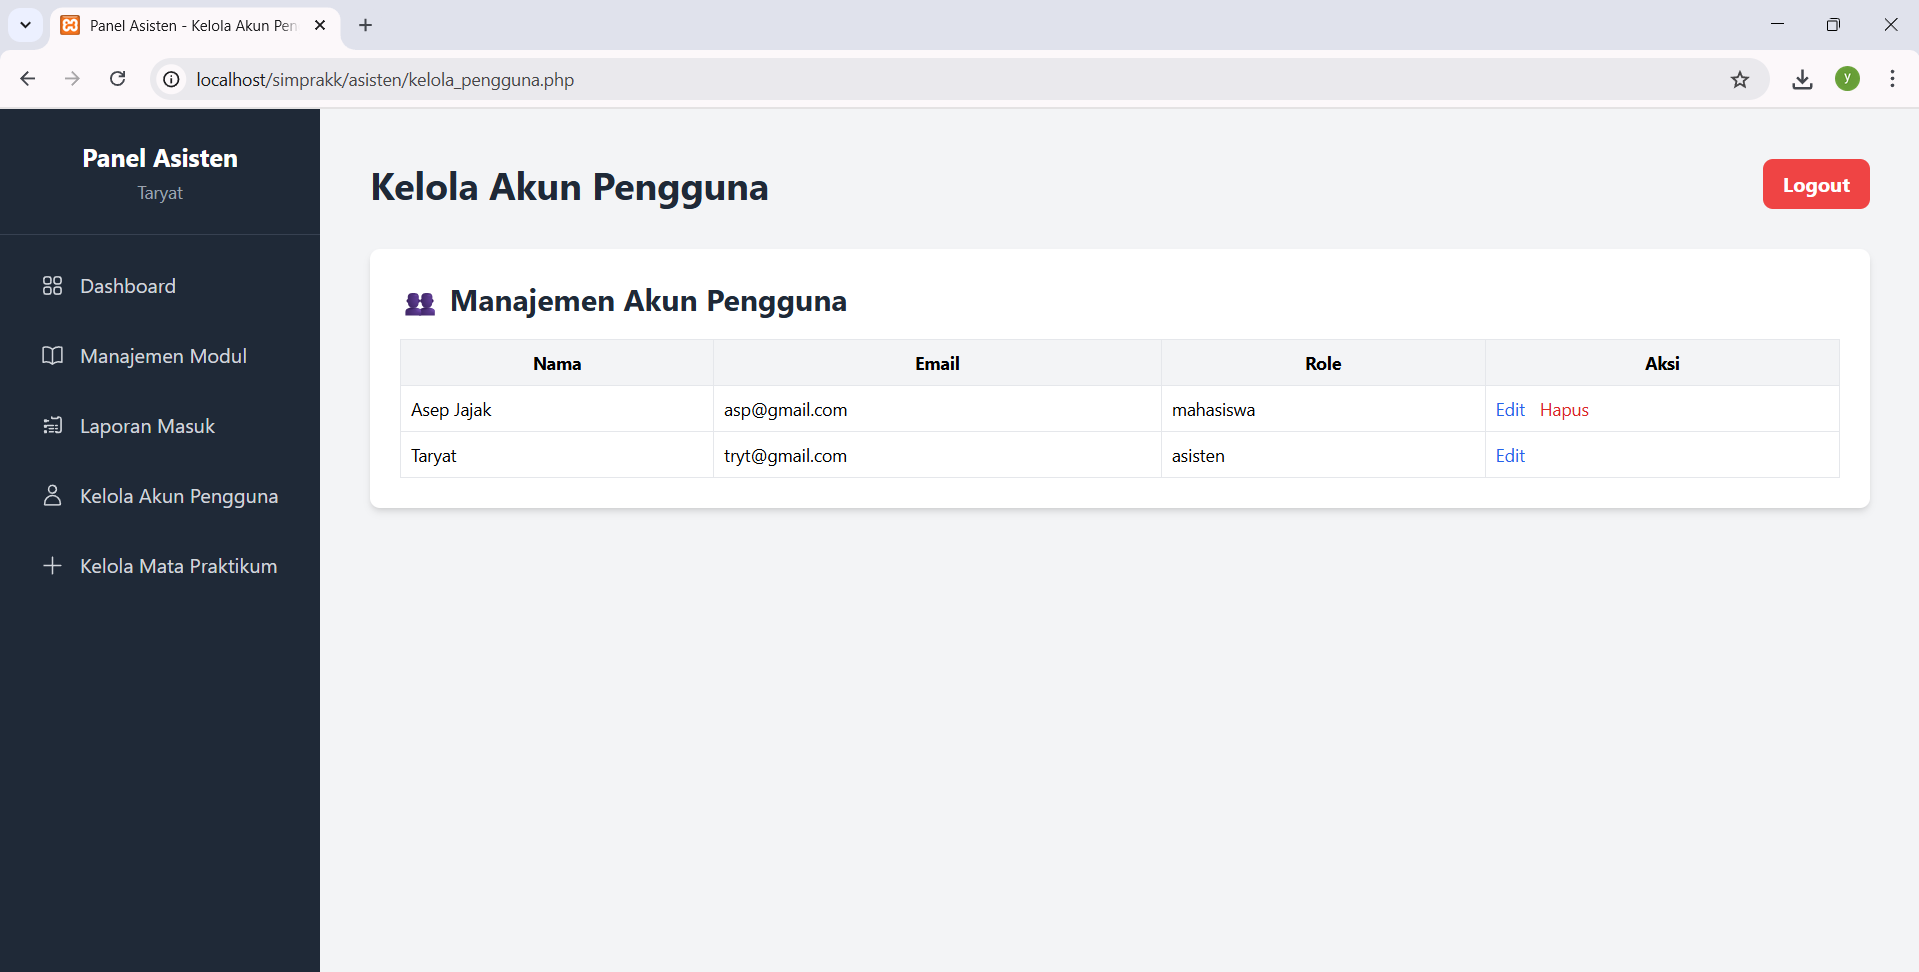 Panel Asisten - Kelola Akun Pen
localhost/simprakk/asisten/kelola_pengguna.php
y
Panel Asisten
Taryat
Dashboard
Manajemen Modul
Laporan Masuk
Kelola Akun Pengguna
Kelola Mata Praktikum
Kelola Akun Pengguna
Logout
Manajemen Akun Pengguna
Nama Email Role Aksi
Asep Jajak asp@gmail.com mahasiswa Edit Hapus
Taryat tryt@gmail.com asisten Edit